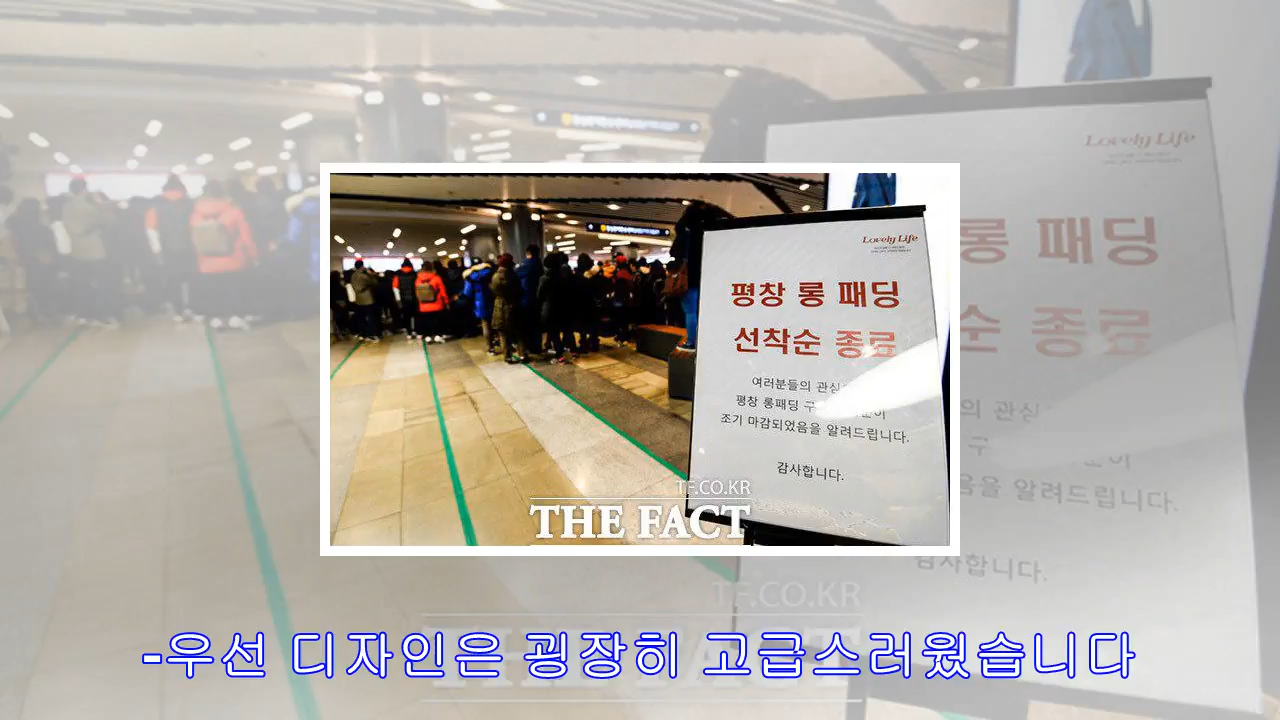 Lovely Life
평창 롱 패딩
선착순 종료
여러분들의 관심
평창 롱패딩
조기 마감되었음을 알려드립니다.
감사합니다.
TF.CO.KR
THE FACT
-우선 디자인은 굉장히 고급스러웠습니다